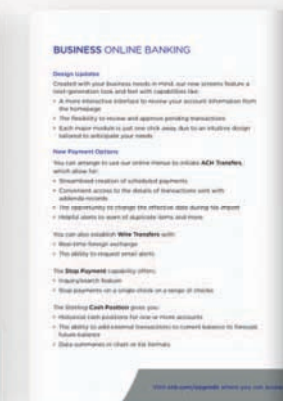 BUSINESS ONLINE BANKING
Design Updates
Created with your business needs in mind, our new screens feature a
next-generation look and feel with capabilities like:
• A more interactive interface to review your account information from
the homepage
• The flexibility to review and approve pending transactions
• Each major module is just one click away due to an intuitive design
tailored to anticipate your needs
New Payment Options
You can arrange to use our online menus to initiate ACH Transfers,
which allow for:
• Streamlined creation of scheduled payments
• Convenient access to the details of transactions sent with
addenda records
• The opportunity to change the effective date during file import
• Helpful alerts to warn of duplicate items and more
You can also establish Wire Transfers with:
• Real-time foreign exchange
• The ability to request email alerts
The Stop Payment capability offers:
• Inquiry/search feature
• Stop payments on a single check or a range of checks
The Sterling Cash Position gives you:
• Historical cash positions for one or more accounts
• The ability to add external transactions to current balance to forecast
future balance
• Data summaries in chart or list formats
where you can access